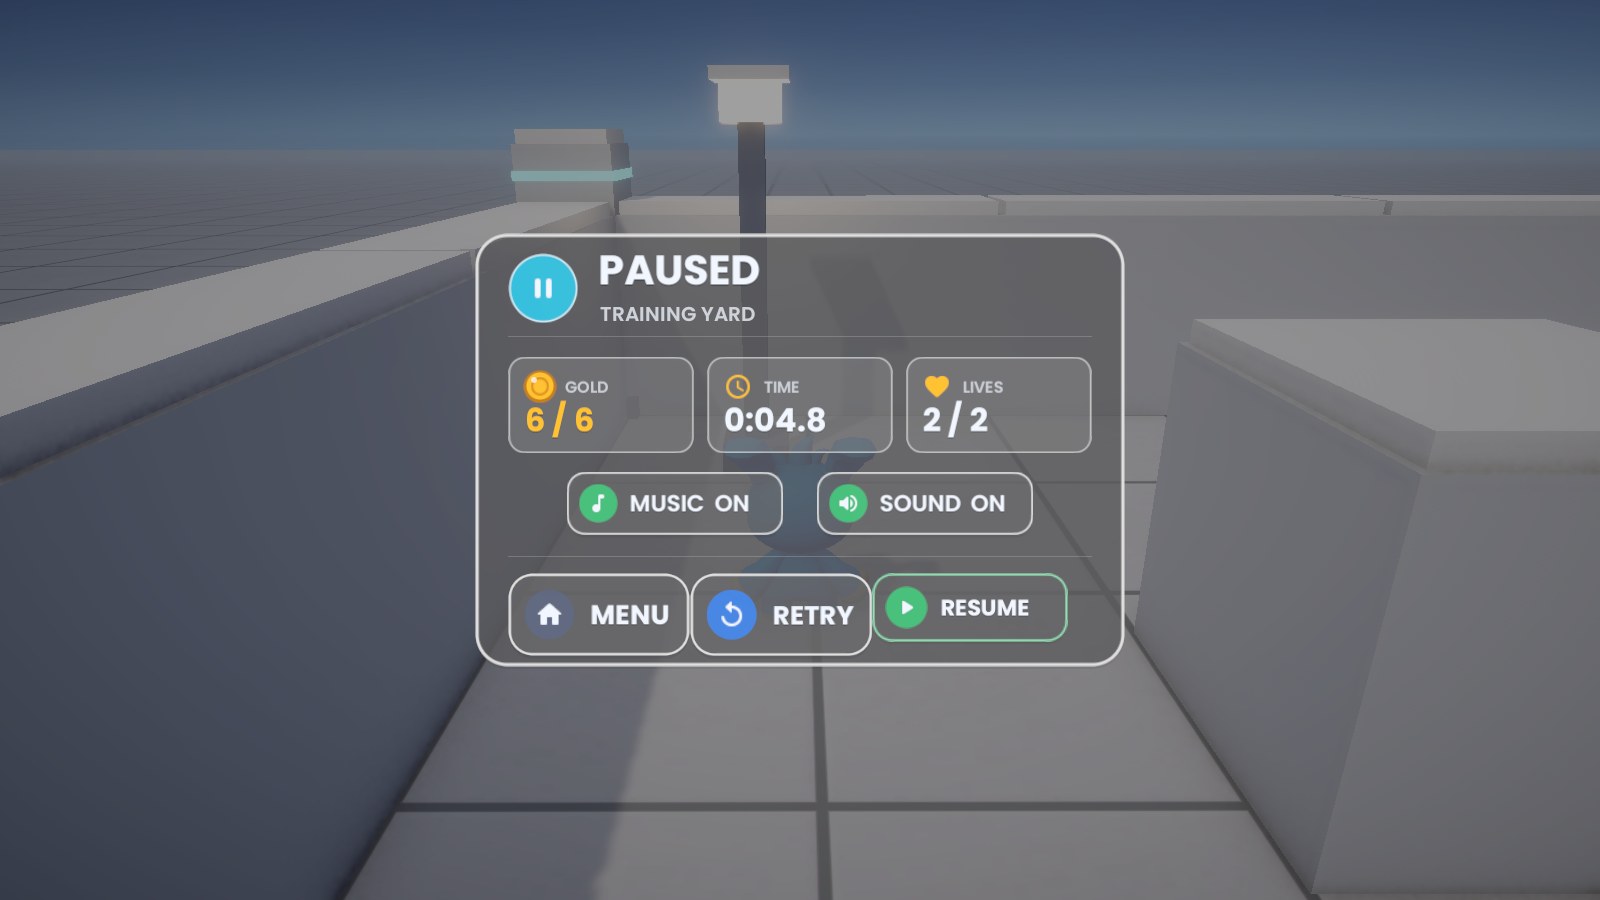 PAUSED
TRAINING YARD
GOLD
6 / 6
TIME
0:04.8
LIVES
2 / 2
MUSIC ON
SOUND ON
MENU
RETRY
RESUME